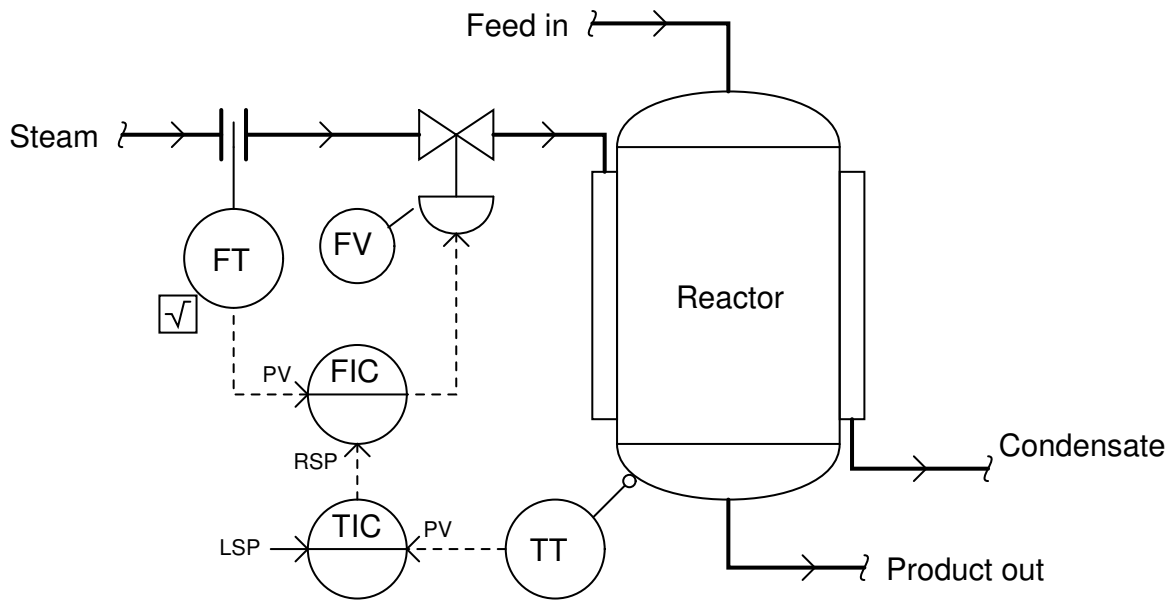 Feed in
Steam
FT
FV
√
Reactor
PV
FIC
RSP
Condensate
LSP
TIC
PV
TT
Product out